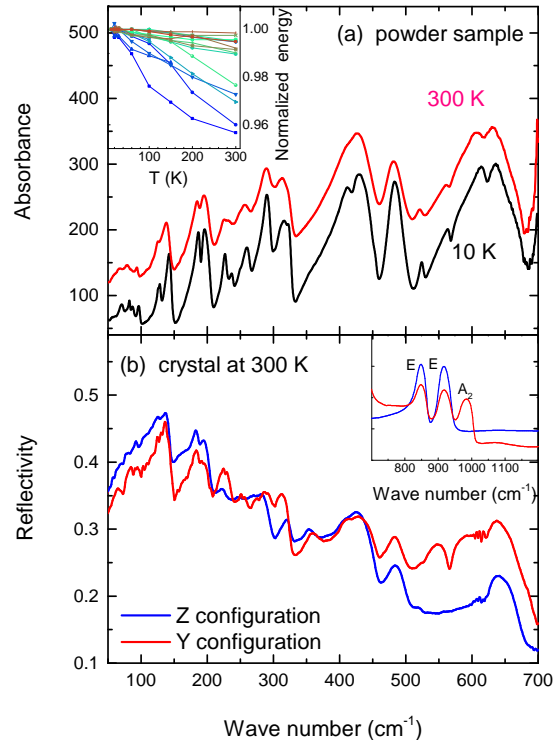 (a) powder sample
300 K
10 K
Absorbance
500
400
300
200
100
Normalized energy
1.00
0.98
0.96
0 100 200 300
T (K)
(b) crystal at 300 K
Reflectivity
0.5
0.4
0.3
0.2
0.1
E E A₂
800 900 1000 1100
Wave number (cm⁻¹)
Z configuration
Y configuration
100 200 300 400 500 600 700
Wave number (cm⁻¹)